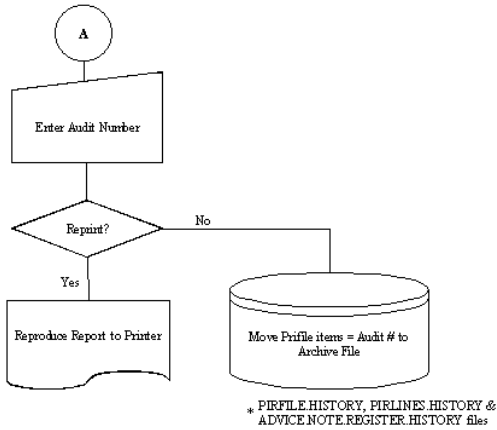 A
Enter Audit Number
Reprint?
No
Yes
Reproduce Report to Printer
Move Prifile items = Audit # to
Archive File
* PIRFILE.HISTORY, PIRLINES.HISTORY &
ADVICE.NOTE.REGISTER.HISTORY files